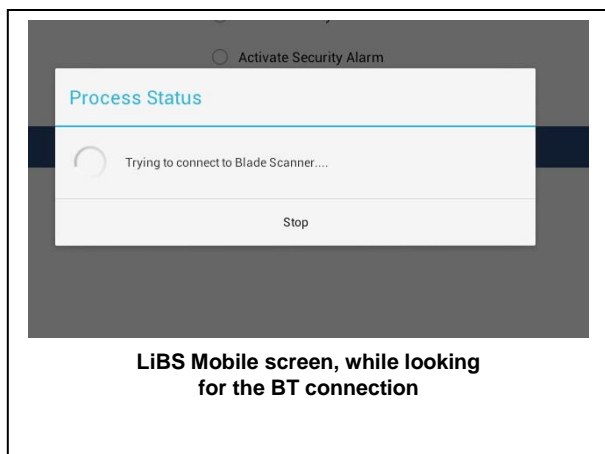 Activate Security Alarm
Process Status
Trying to connect to Blade Scanner....
Stop
LiBS Mobile screen, while looking
for the BT connection